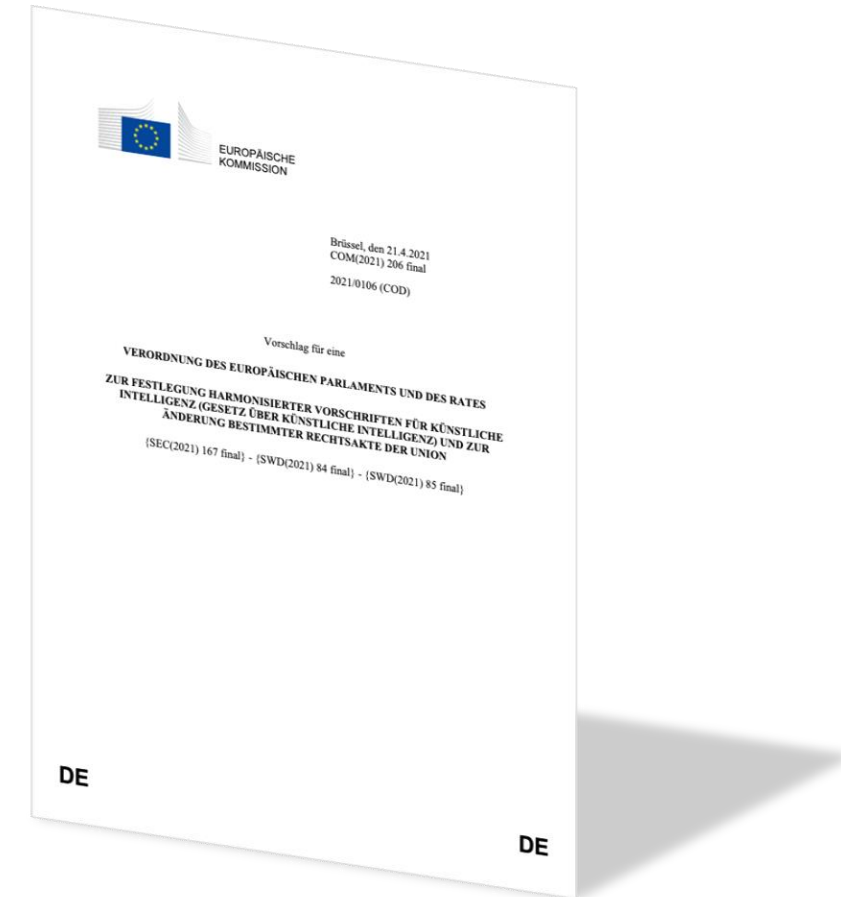 EUROPÄISCHE
KOMMISSION
Brüssel, den 21.4.2021
COM(2021) 206 final
2021/0106 (COD)
Vorschlag für eine
VERORDNUNG DES EUROPÄISCHEN PARLAMENTS UND DES RATES
ZUR FESTLEGUNG HARMONISIERTER VORSCHRIFTEN FÜR KÜNSTLICHE
INTELLIGENZ (GESETZ ÜBER KÜNSTLICHE INTELLIGENZ) UND ZUR
ÄNDERUNG BESTIMMTER RECHTSAKTE DER UNION
{SEC(2021) 167 final} - {SWD(2021) 84 final} - {SWD(2021) 85 final}
DE
DE